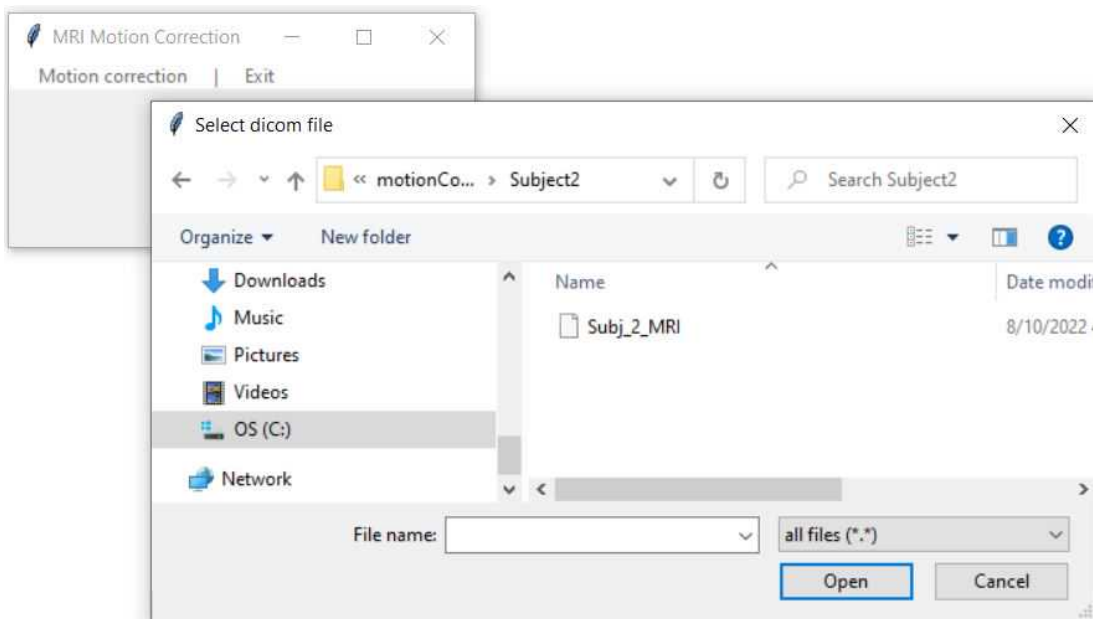 MRI Motion Correction
Motion correction | Exit
Select dicom file
« motionCo... › Subject2
Search Subject2
Organize New folder
Name Date modi
Downloads
Music
Pictures
Videos
OS (C:)
Network
Subj_2_MRI 8/10/2022
File name:
all files (*.*)
Open Cancel